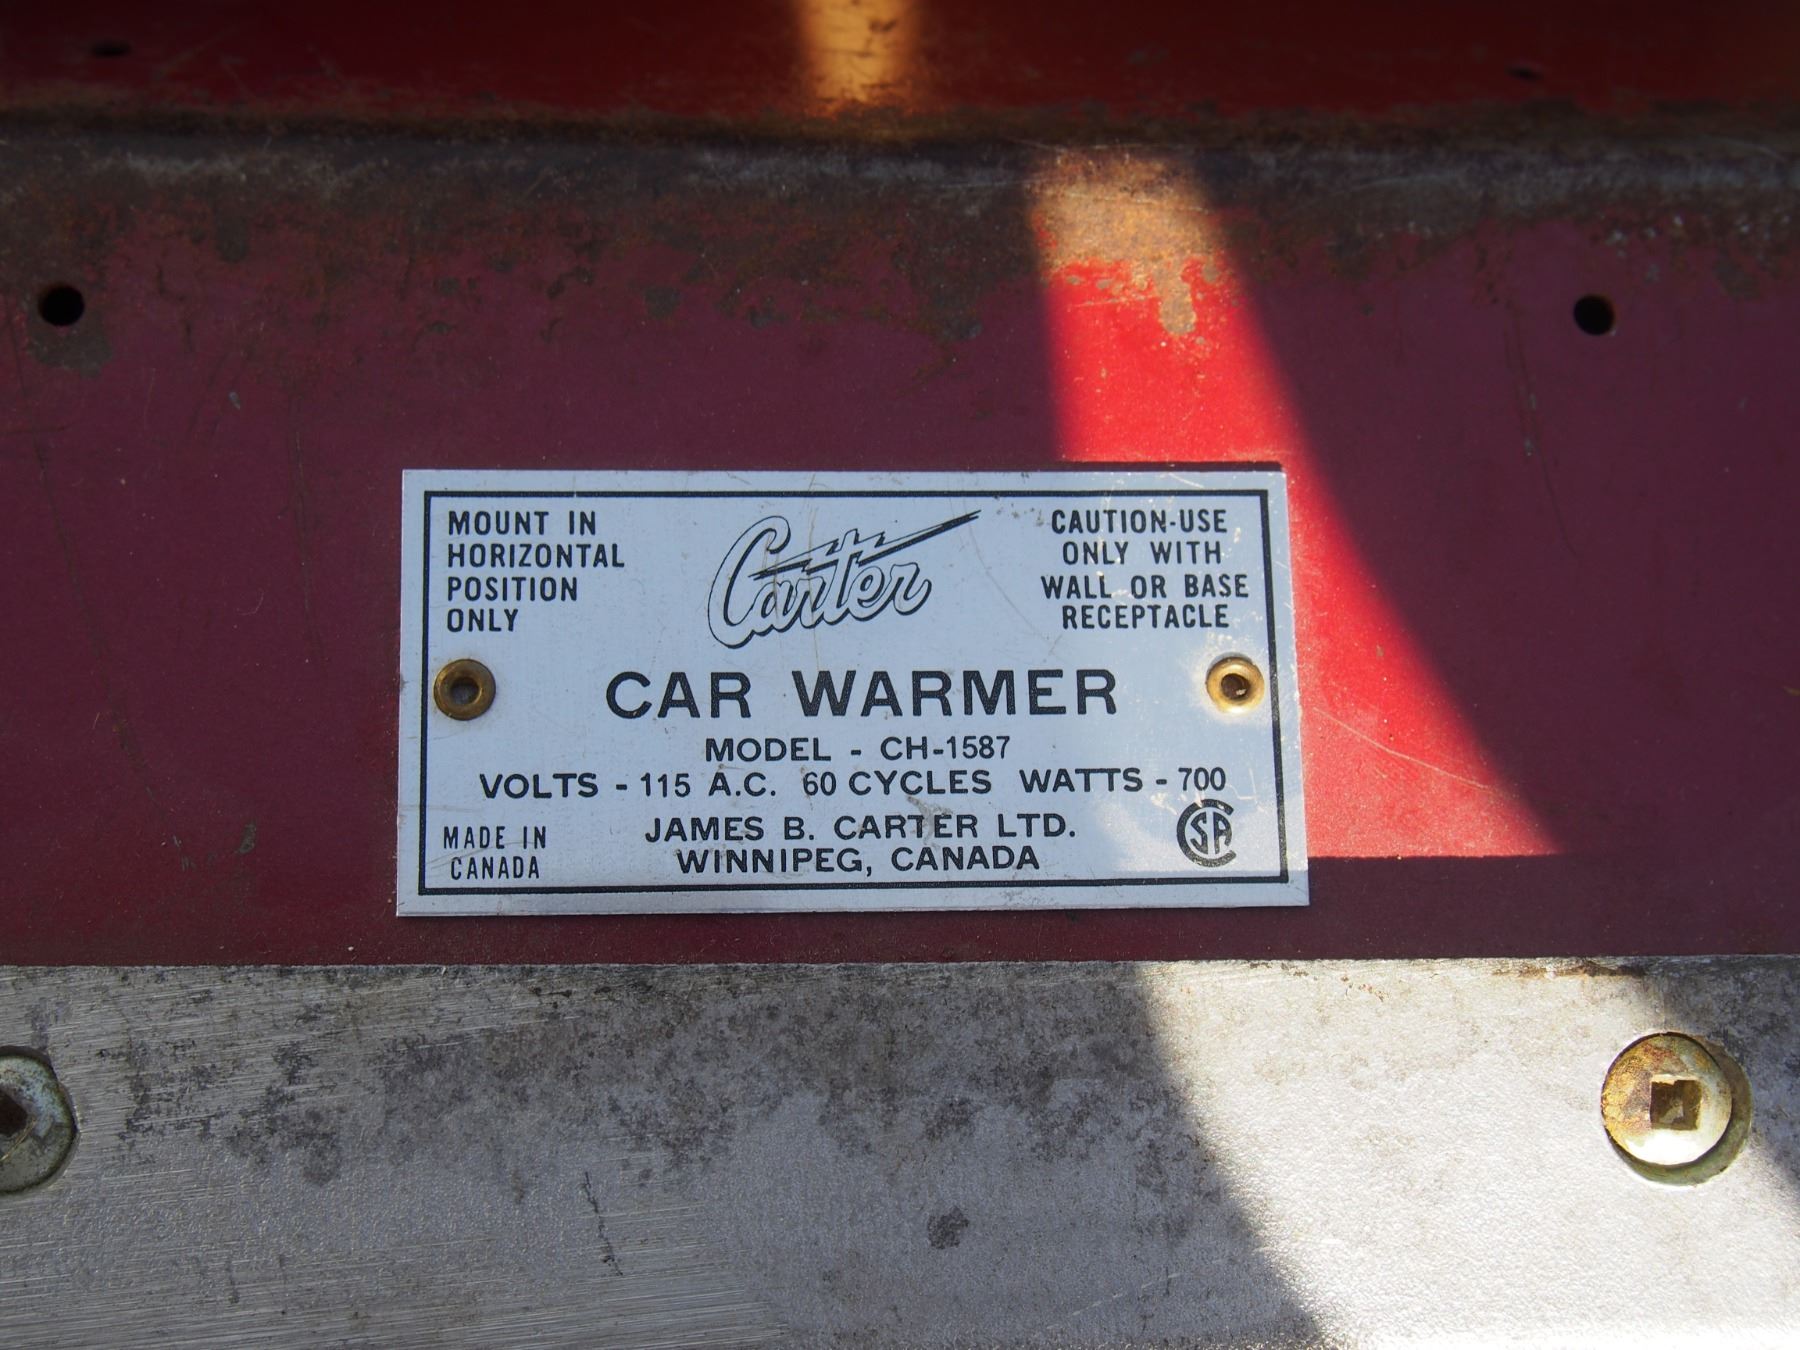 MOUNT IN
HORIZONTAL
POSITION
ONLY
Carter
CAUTION-USE
ONLY WITH
WALL OR BASE
RECEPTACLE
CAR WARMER
MODEL - CH-1587
VOLTS - 115 A.C. 60 CYCLES WATTS - 700
MADE IN
CANADA
JAMES B. CARTER LTD.
WINNIPEG, CANADA
CSA